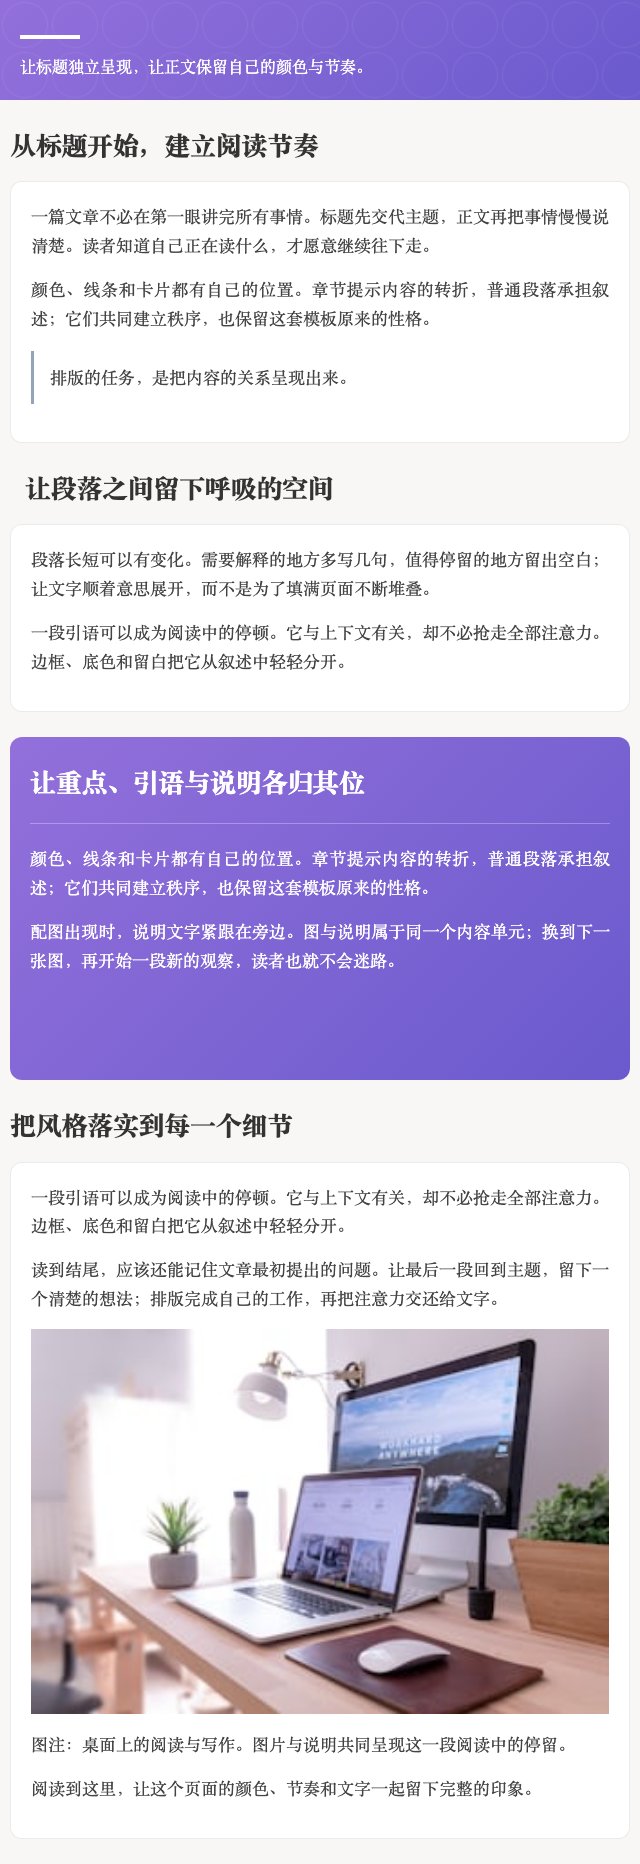 让标题独立呈现，让正文保留自己的颜色与节奏。
从标题开始，建立阅读节奏
一篇文章不必在第一眼讲完所有事情。标题先交代主题，正文再把事情慢慢说
清楚。读者知道自己正在读什么，才愿意继续往下走。
颜色、线条和卡片都有自己的位置。章节提示内容的转折，普通段落承担叙
述；它们共同建立秩序，也保留这套模板原来的性格。
排版的任务，是把内容的关系呈现出来。
让段落之间留下呼吸的空间
段落长短可以有变化。需要解释的地方多写几句，值得停留的地方留出空白；
让文字顺着意思展开，而不是为了填满页面不断堆叠。
一段引语可以成为阅读中的停顿。它与上下文有关，却不必抢走全部注意力。
边框、底色和留白把它从叙述中轻轻分开。
让重点、引语与说明各归其位
颜色、线条和卡片都有自己的位置。章节提示内容的转折，普通段落承担叙
述；它们共同建立秩序，也保留这套模板原来的性格。
配图出现时，说明文字紧跟在旁边。图与说明属于同一个内容单元；换到下一
张图，再开始一段新的观察，读者也就不会迷路。
把风格落实到每一个细节
一段引语可以成为阅读中的停顿。它与上下文有关，却不必抢走全部注意力。
边框、底色和留白把它从叙述中轻轻分开。
读到结尾，应该还能记住文章最初提出的问题。让最后一段回到主题，留下一
个清楚的想法；排版完成自己的工作，再把注意力交还给文字。
WORKHARD
ANYWHERE
图注：桌面上的阅读与写作。图片与说明共同呈现这一段阅读中的停留。
阅读到这里，让这个页面的颜色、节奏和文字一起留下完整的印象。